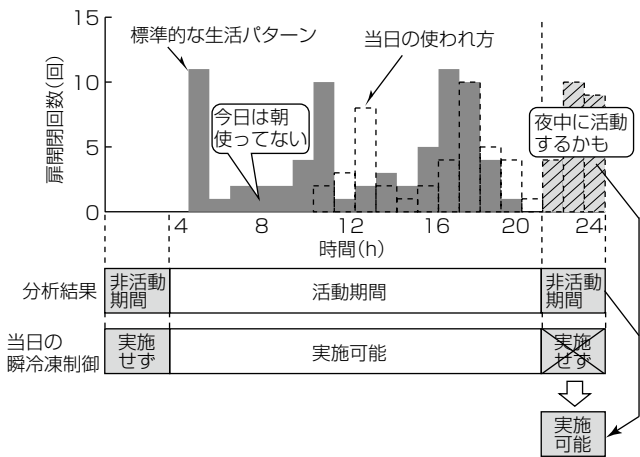 15
10
5
0
扉開閉回数(回)
標準的な生活パターン
当日の使われ方
今日は朝
使ってない
夜中に活動
するかも
4
8
12
16
20
24
時間(h)
分析結果
非活動
期間
活動期間
非活動
期間
当日の
瞬冷凍制御
実施
せず
実施可能
実施
せず
実施
可能